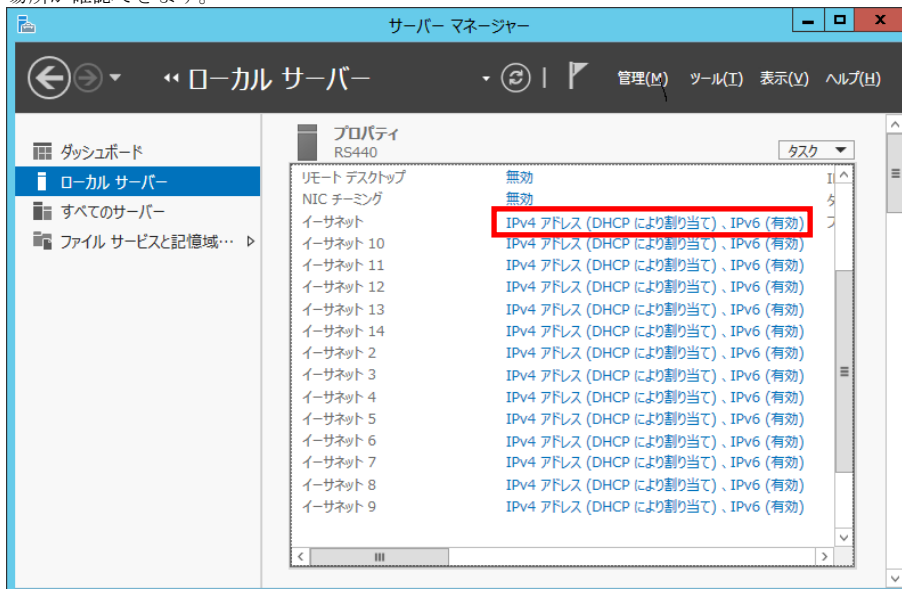 場所が確認できます。
サーバー マネージャー
ローカル サーバー
管理(M) ツール(T) 表示(V) ヘルプ(H)
ダッシュボード
ローカル サーバー
すべてのサーバー
ファイル サービスと記憶域…
プロパティ
RS440
タスク
リモート デスクトップ 無効
NIC チーミング 無効
イーサネット IPv4 アドレス (DHCP により割り当て)、IPv6 (有効)
イーサネット 10 IPv4 アドレス (DHCP により割り当て)、IPv6 (有効)
イーサネット 11 IPv4 アドレス (DHCP により割り当て)、IPv6 (有効)
イーサネット 12 IPv4 アドレス (DHCP により割り当て)、IPv6 (有効)
イーサネット 13 IPv4 アドレス (DHCP により割り当て)、IPv6 (有効)
イーサネット 14 IPv4 アドレス (DHCP により割り当て)、IPv6 (有効)
イーサネット 2 IPv4 アドレス (DHCP により割り当て)、IPv6 (有効)
イーサネット 3 IPv4 アドレス (DHCP により割り当て)、IPv6 (有効)
イーサネット 4 IPv4 アドレス (DHCP により割り当て)、IPv6 (有効)
イーサネット 5 IPv4 アドレス (DHCP により割り当て)、IPv6 (有効)
イーサネット 6 IPv4 アドレス (DHCP により割り当て)、IPv6 (有効)
イーサネット 7 IPv4 アドレス (DHCP により割り当て)、IPv6 (有効)
イーサネット 8 IPv4 アドレス (DHCP により割り当て)、IPv6 (有効)
イーサネット 9 IPv4 アドレス (DHCP により割り当て)、IPv6 (有効)